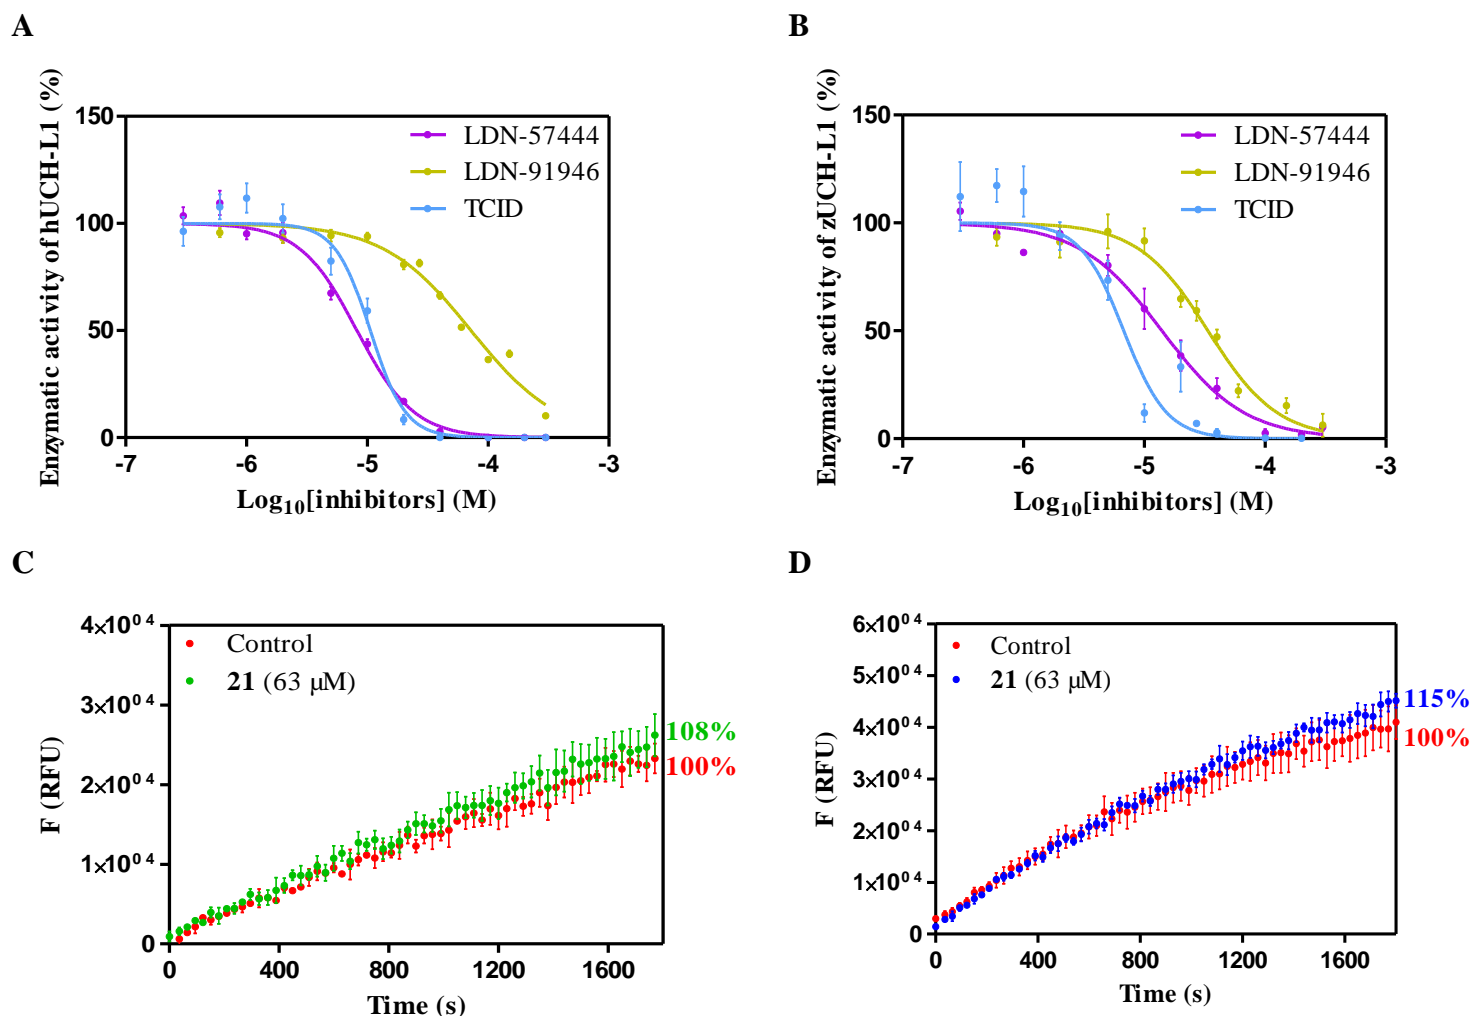 A
Enzymatic activity of hUCH-L1 (%)
150
100
50
0
LDN-57444
LDN-91946
TCID
-7 -6 -5 -4 -3
Log10[inhibitors] (M)
B
Enzymatic activity of zUCH-L1 (%)
150
100
50
0
LDN-57444
LDN-91946
TCID
-7 -6 -5 -4 -3
Log10[inhibitors] (M)
C
F (RFU)
4×10⁰⁴
3×10⁰⁴
2×10⁰⁴
1×10⁰⁴
0
Control
21 (63 µM)
108%
100%
0 400 800 1200 1600
Time (s)
D
F (RFU)
6×10⁰⁴
5×10⁰⁴
4×10⁰⁴
3×10⁰⁴
2×10⁰⁴
1×10⁰⁴
0
Control
21 (63 µM)
115%
100%
0 400 800 1200 1600
Time (s)